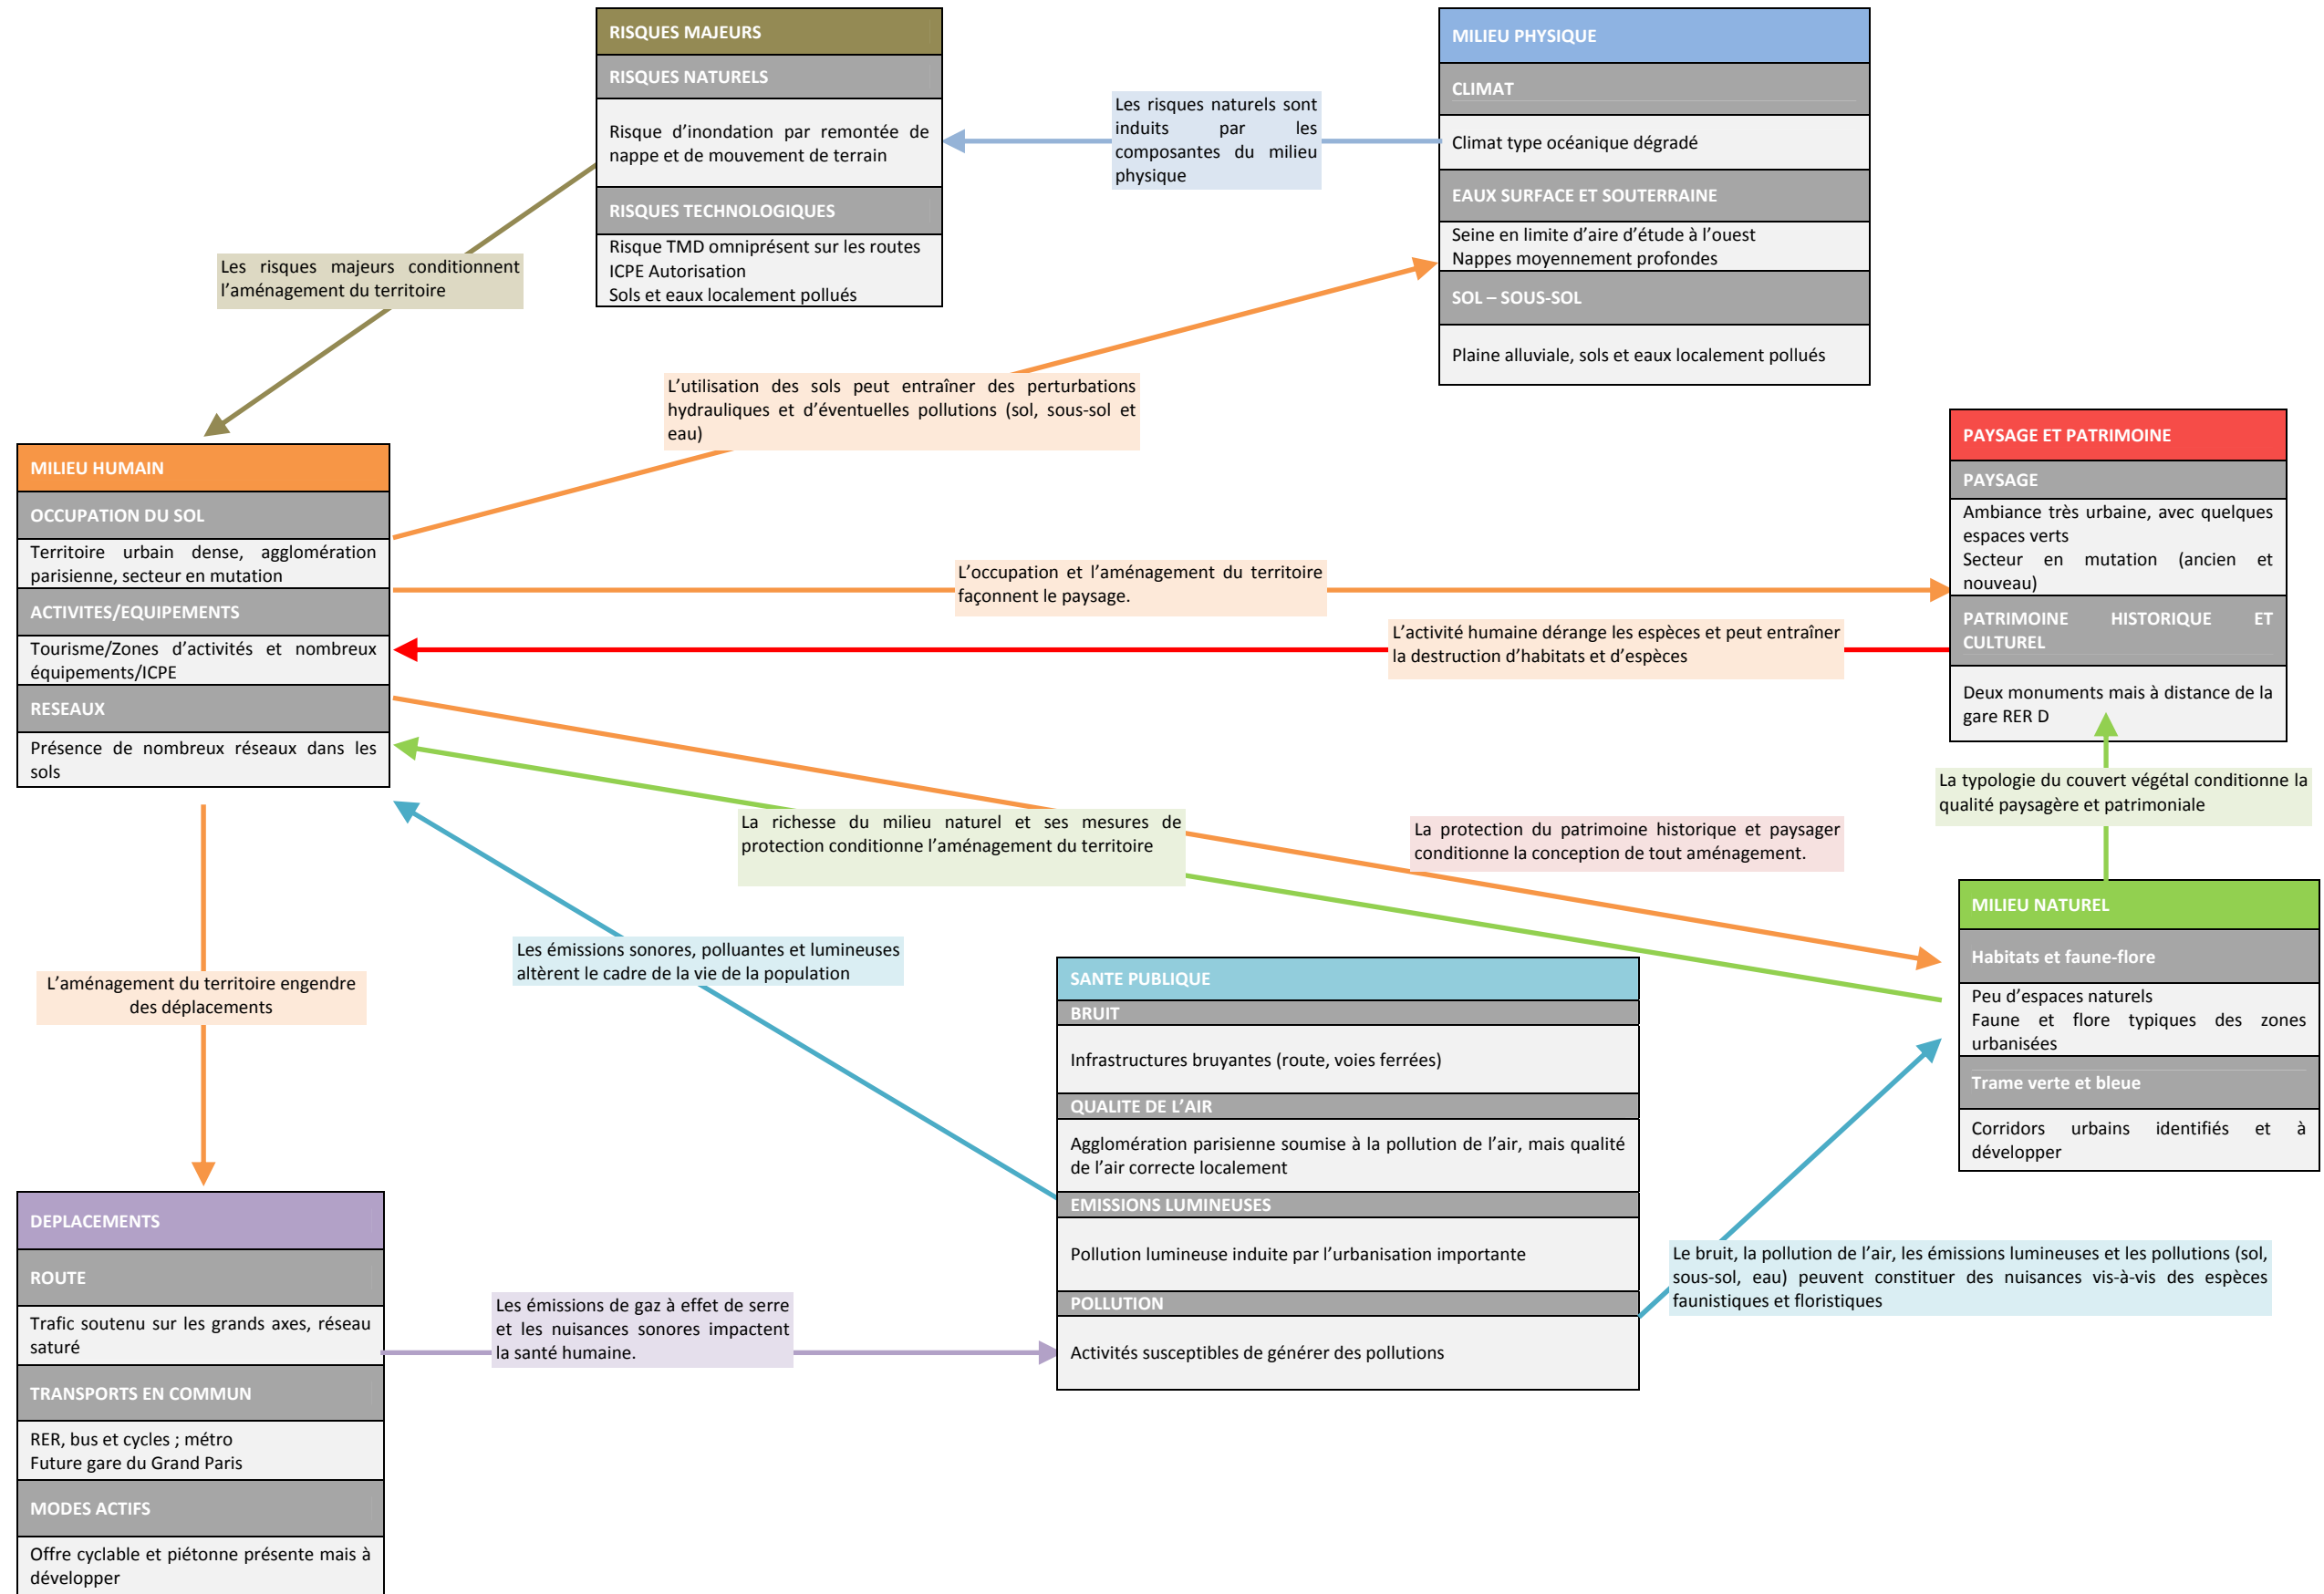 RISQUES MAJEURS
RISQUES NATURELS
Risque d’inondation par remontée de
nappe et de mouvement de terrain
RISQUES TECHNOLOGIQUES
Risque TMD omniprésent sur les routes
ICPE Autorisation
Sols et eaux localement pollués
Les risques naturels sont
induits par les
composantes du milieu
physique
MILIEU PHYSIQUE
CLIMAT
Climat type océanique dégradé
EAUX SURFACE ET SOUTERRAINE
Seine en limite d’aire d’étude à l’ouest
Nappes moyennement profondes
SOL – SOUS-SOL
Plaine alluviale, sols et eaux localement pollués
Les risques majeurs conditionnent
l’aménagement du territoire
L’utilisation des sols peut entraîner des perturbations
hydrauliques et d’éventuelles pollutions (sol, sous-sol et
eau)
MILIEU HUMAIN
OCCUPATION DU SOL
Territoire urbain dense, agglomération
parisienne, secteur en mutation
ACTIVITES/EQUIPEMENTS
Tourisme/Zones d’activités et nombreux
équipements/ICPE
RESEAUX
Présence de nombreux réseaux dans les
sols
L’occupation et l’aménagement du territoire
façonnent le paysage.
L’activité humaine dérange les espèces et peut entraîner
la destruction d’habitats et d’espèces
PAYSAGE ET PATRIMOINE
PAYSAGE
Ambiance très urbaine, avec quelques
espaces verts
Secteur en mutation (ancien et
nouveau)
PATRIMOINE HISTORIQUE ET
CULTUREL
Deux monuments mais à distance de la
gare RER D
La typologie du couvert végétal conditionne la
qualité paysagère et patrimoniale
La richesse du milieu naturel et ses mesures de
protection conditionne l’aménagement du territoire
La protection du patrimoine historique et paysager
conditionne la conception de tout aménagement.
MILIEU NATUREL
Habitats et faune-flore
Peu d’espaces naturels
Faune et flore typiques des zones
urbanisées
Trame verte et bleue
Corridors urbains identifiés et à
développer
Les émissions sonores, polluantes et lumineuses
altèrent le cadre de la vie de la population
L’aménagement du territoire engendre
des déplacements
SANTE PUBLIQUE
BRUIT
Infrastructures bruyantes (route, voies ferrées)
QUALITE DE L’AIR
Agglomération parisienne soumise à la pollution de l’air, mais qualité
de l’air correcte localement
EMISSIONS LUMINEUSES
Pollution lumineuse induite par l’urbanisation importante
POLLUTION
Activités susceptibles de générer des pollutions
Le bruit, la pollution de l’air, les émissions lumineuses et les pollutions (sol,
sous-sol, eau) peuvent constituer des nuisances vis-à-vis des espèces
faunistiques et floristiques
DEPLACEMENTS
ROUTE
Trafic soutenu sur les grands axes, réseau
saturé
TRANSPORTS EN COMMUN
RER, bus et cycles ; métro
Future gare du Grand Paris
MODES ACTIFS
Offre cyclable et piétonne présente mais à
développer
Les émissions de gaz à effet de serre
et les nuisances sonores impactent
la santé humaine.